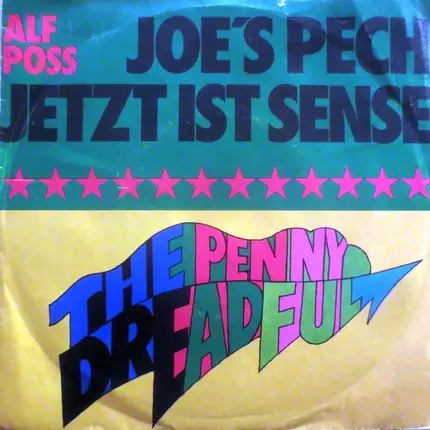 ALF
POSS
JOE'S PECH
JETZT IST SENSE
THE PENNY
DREADFUL